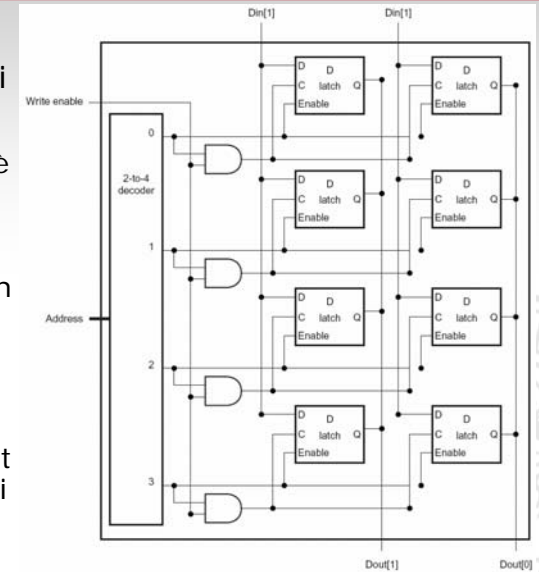 Din[1] Din[1]
i
Write enable
D D D D
C latch Q C latch Q
Enable Enable
0
è
2-to-4
decoder
D D D D
C latch Q C latch Q
Enable Enable
1
n
Address
D D D D
C latch Q C latch Q
Enable Enable
2
D D D D
C latch Q C latch Q
Enable Enable
t
i
3
Dout[1] Dout[0]